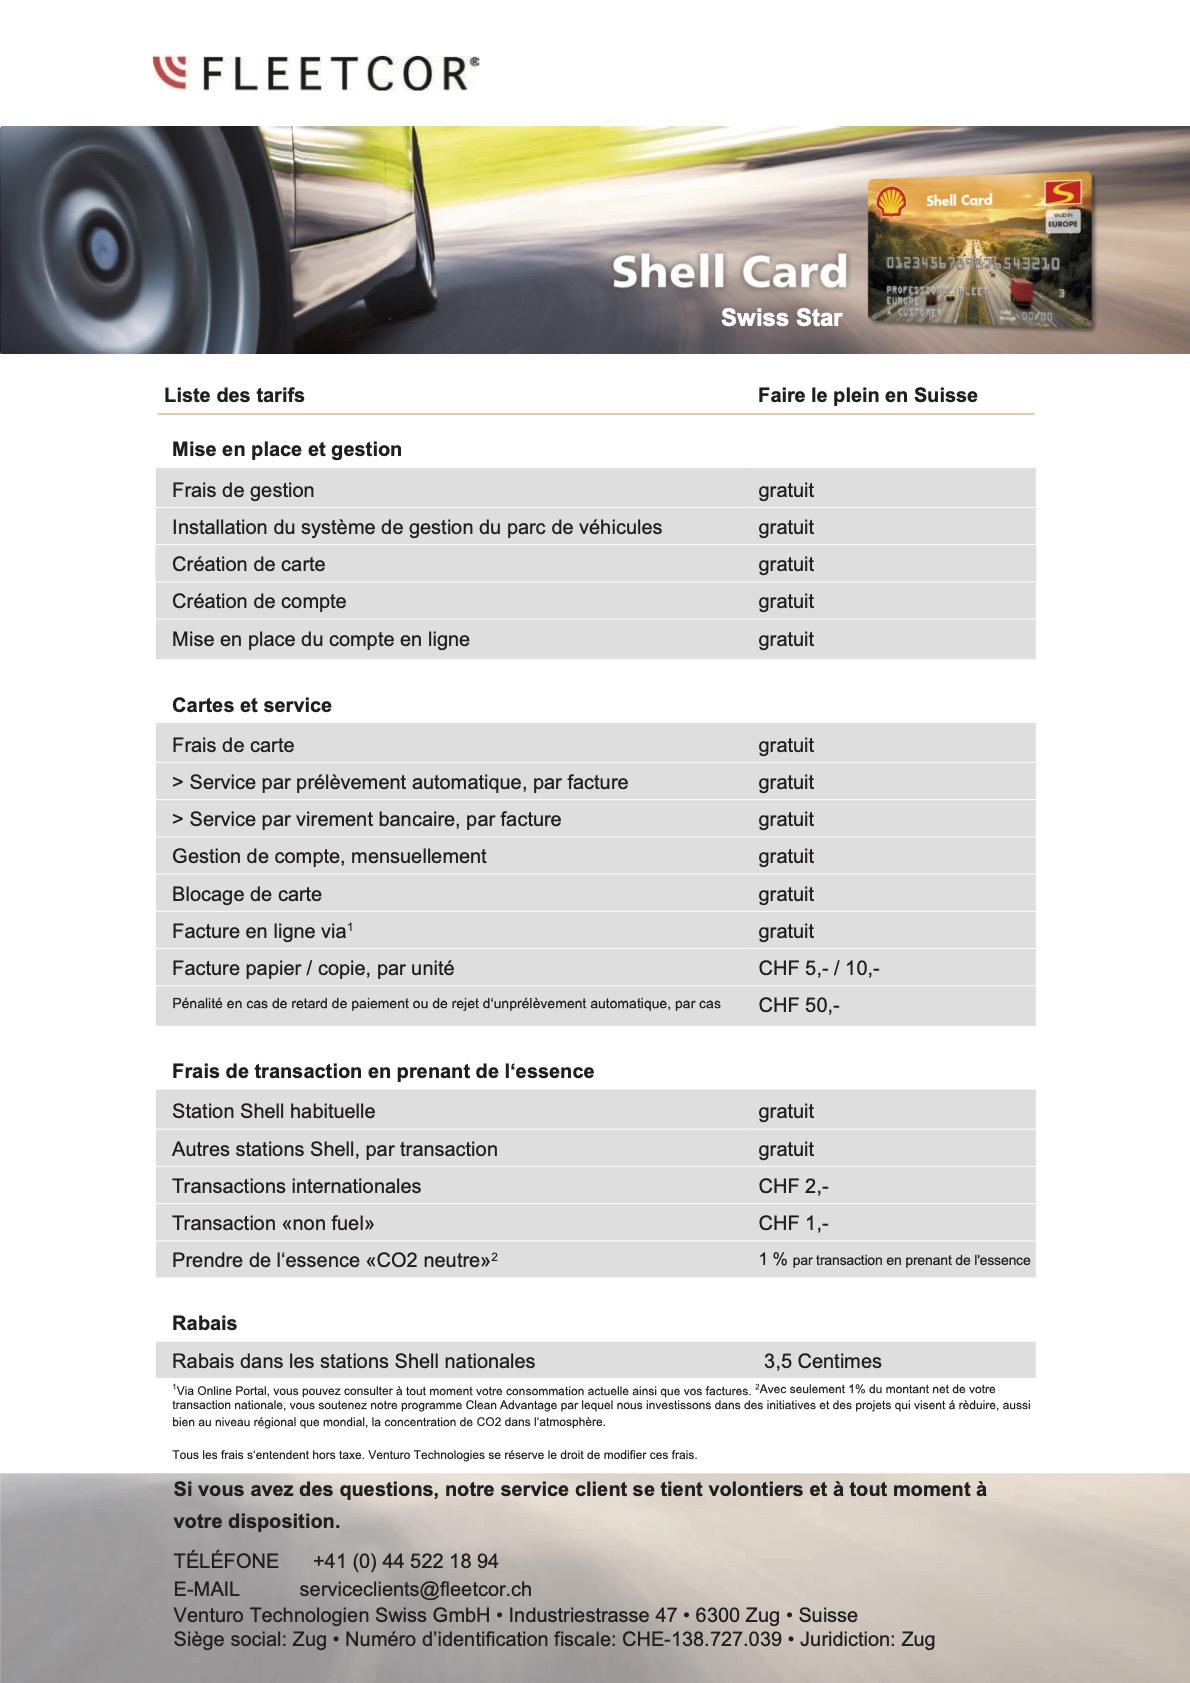 FLEETCOR
Shell Card
VALID IN
EUROPE
0123456789876543210
PROFESSIONAL FLEET
EUROPE
A CUSTOMER
3
00/00
Shell Card
Swiss Star
Liste des tarifs Faire le plein en Suisse
Mise en place et gestion
Frais de gestion gratuit
Installation du système de gestion du parc de véhicules gratuit
Création de carte gratuit
Création de compte gratuit
Mise en place du compte en ligne gratuit
Cartes et service
Frais de carte gratuit
> Service par prélèvement automatique, par facture gratuit
> Service par virement bancaire, par facture gratuit
Gestion de compte, mensuellement gratuit
Blocage de carte gratuit
Facture en ligne via¹ gratuit
Facture papier / copie, par unité CHF 5,- / 10,-
Pénalité en cas de retard de paiement ou de rejet d‘unprélèvement automatique, par cas CHF 50,-
Frais de transaction en prenant de l‘essence
Station Shell habituelle gratuit
Autres stations Shell, par transaction gratuit
Transactions internationales CHF 2,-
Transaction «non fuel» CHF 1,-
Prendre de l‘essence «CO2 neutre»² 1 % par transaction en prenant de l'essence
Rabais
Rabais dans les stations Shell nationales 3,5 Centimes
¹Via Online Portal, vous pouvez consulter à tout moment votre consommation actuelle ainsi que vos factures. ²Avec seulement 1% du montant net de votre
transaction nationale, vous soutenez notre programme Clean Advantage par lequel nous investissons dans des initiatives et des projets qui visent á rèduire, aussi
bien au niveau régional que mondial, la concentration de CO2 dans l‘atmosphère.
Tous les frais s‘entendent hors taxe. Venturo Technologies se réserve le droit de modifier ces frais.
Si vous avez des questions, notre service client se tient volontiers et à tout moment à
votre disposition.
TÉLÉFONE +41 (0) 44 522 18 94
E-MAIL serviceclients@fleetcor.ch
Venturo Technologien Swiss GmbH • Industriestrasse 47 • 6300 Zug • Suisse
Siège social: Zug • Numéro d’identification fiscale: CHE-138.727.039 • Juridiction: Zug